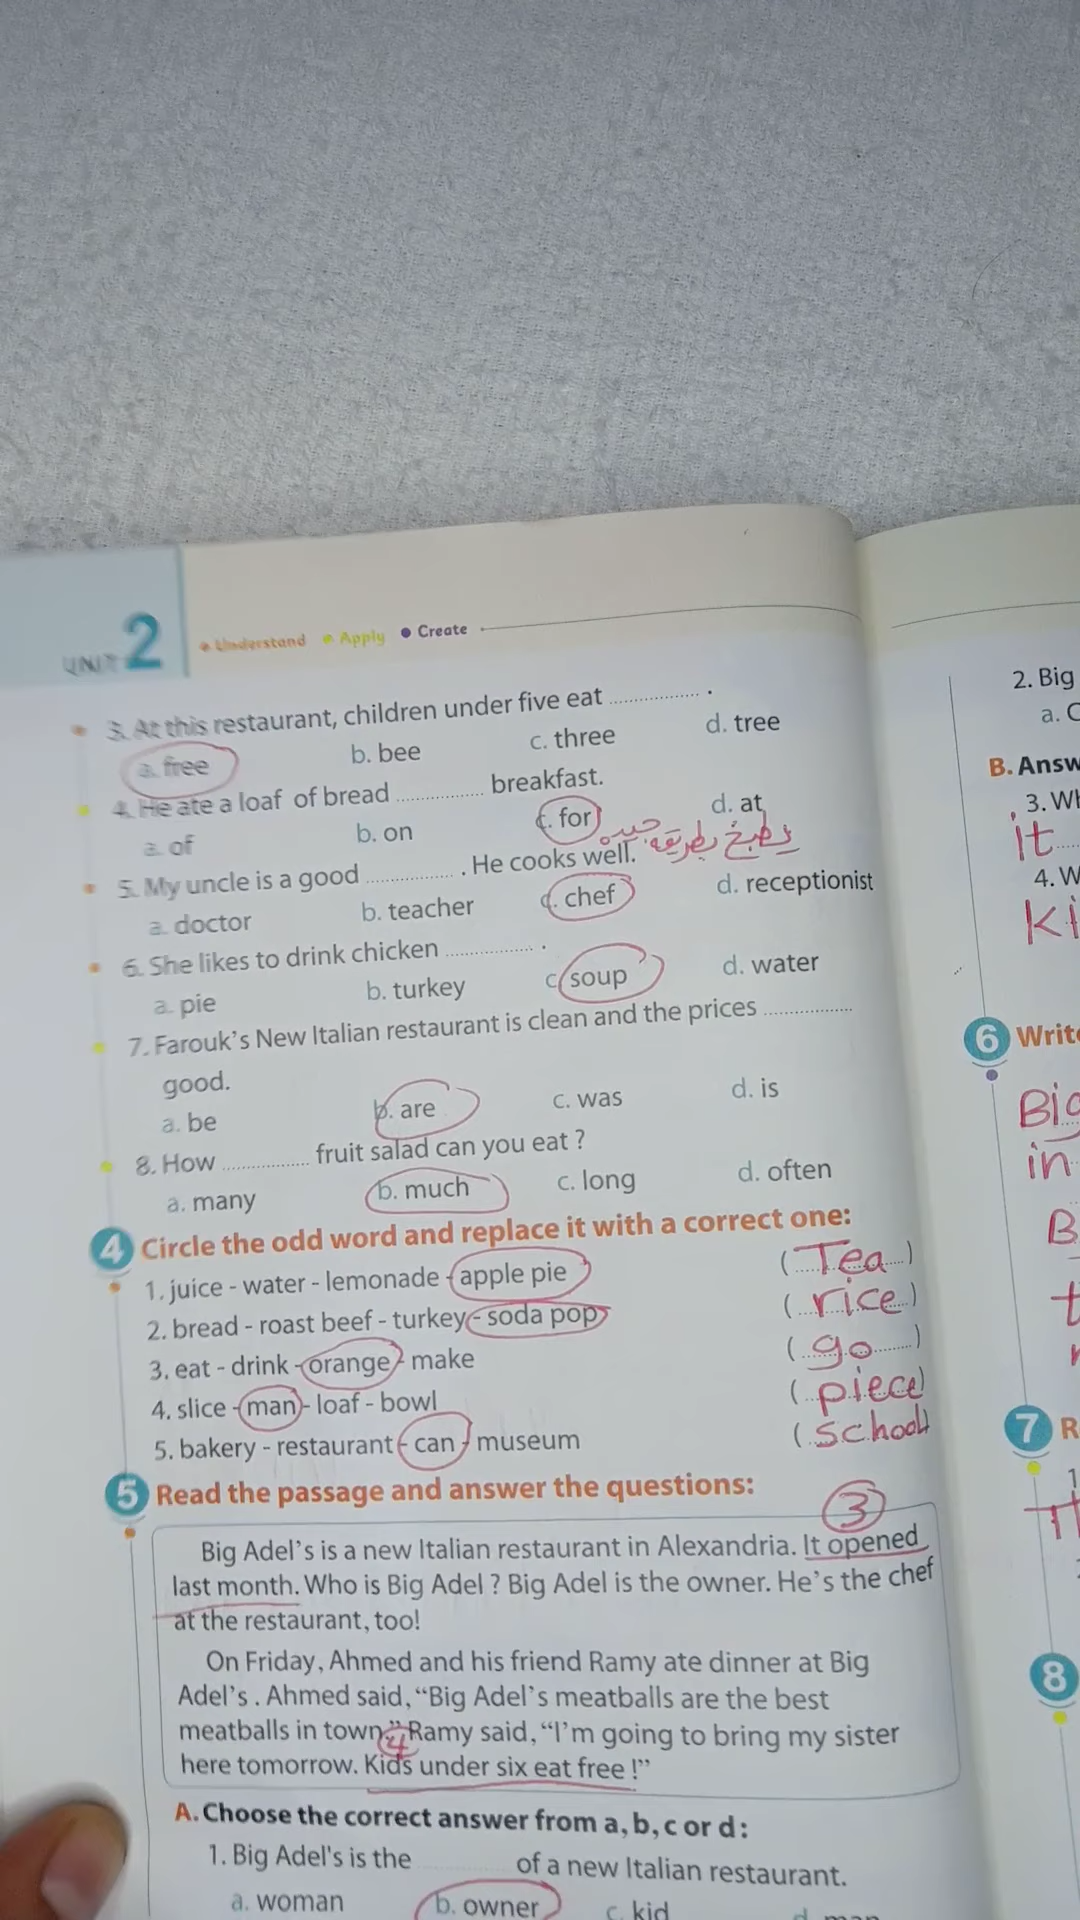 UNIT 2
Understand Apply Create
3. At this restaurant, children under five eat .................. .
a. free b. bee c. three d. tree
4. He ate a loaf of bread .................. breakfast.
a. of b. on c. for d. at
يطبخ بطريقة جيدة
5. My uncle is a good .................. . He cooks well.
a. doctor b. teacher c. chef d. receptionist
6. She likes to drink chicken .................. .
a. pie b. turkey c. soup d. water
7. Farouk's New Italian restaurant is clean and the prices ..................
good.
a. be b. are c. was d. is
8. How .................. fruit salad can you eat ?
a. many b. much c. long d. often
4 Circle the odd word and replace it with a correct one:
1. juice - water - lemonade - apple pie (Tea)
2. bread - roast beef - turkey - soda pop (rice)
3. eat - drink - orange - make (go)
4. slice - man - loaf - bowl (piece)
5. bakery - restaurant - can - museum (school)
5 Read the passage and answer the questions:
3
Big Adel's is a new Italian restaurant in Alexandria. It opened
last month. Who is Big Adel ? Big Adel is the owner. He's the chef
at the restaurant, too!
On Friday, Ahmed and his friend Ramy ate dinner at Big
Adel's . Ahmed said, "Big Adel's meatballs are the best
meatballs in town." Ramy said, "I'm going to bring my sister
4
here tomorrow. Kids under six eat free !"
A. Choose the correct answer from a, b, c or d :
1. Big Adel's is the .................. of a new Italian restaurant.
a. woman b. owner c. kid d. man
2. Big
a.
B. Answ
3. Wh
it
4. W
ki
6 Write
Big
in
B
t
7 R
1
Th
8